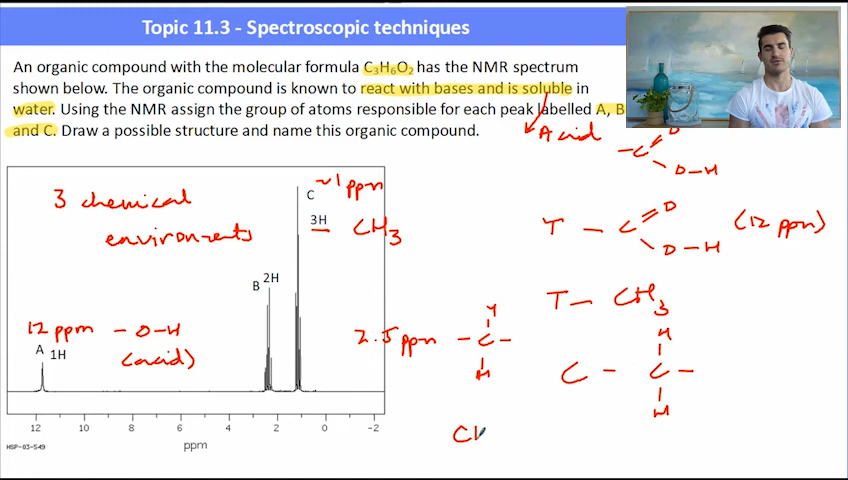 Topic 11.3 - Spectroscopic techniques
An organic compound with the molecular formula C₃H₆O₂ has the NMR spectrum
shown below. The organic compound is known to react with bases and is soluble in
water. Using the NMR assign the group of atoms responsible for each peak labelled A, B
and C. Draw a possible structure and name this organic compound.
Acid
-C
O
O-H
3 chemical
environments
C
~1 ppm
3H
- CH3
B
2H
T - C
O
O-H
(12 ppm)
T - CH3
12 ppm - O-H
(acid)
A
1H
2.5 ppm
H
- C -
H
C -
H
- C -
H
12
10
8
6
4
2
0
-2
ppm
HSP-03-549